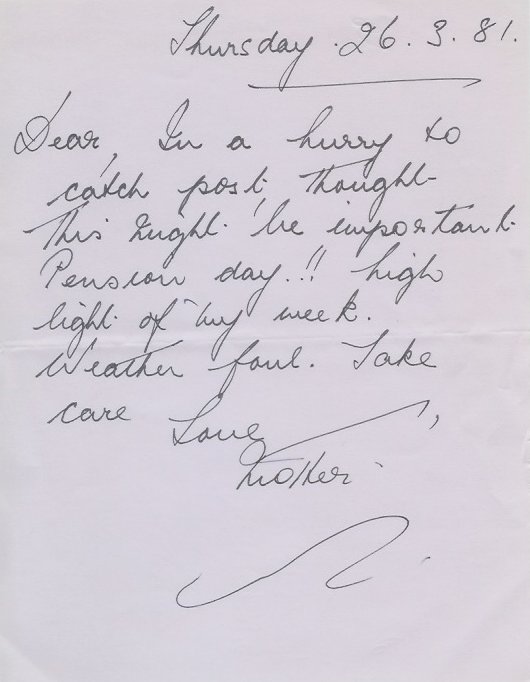 Thursday. 26. 3. 81.
Dear, In a hurry to
catch post, thought
this might be important.
Pension day.!! high
light of my week.
Weather foul. Take
care Love,
Mother